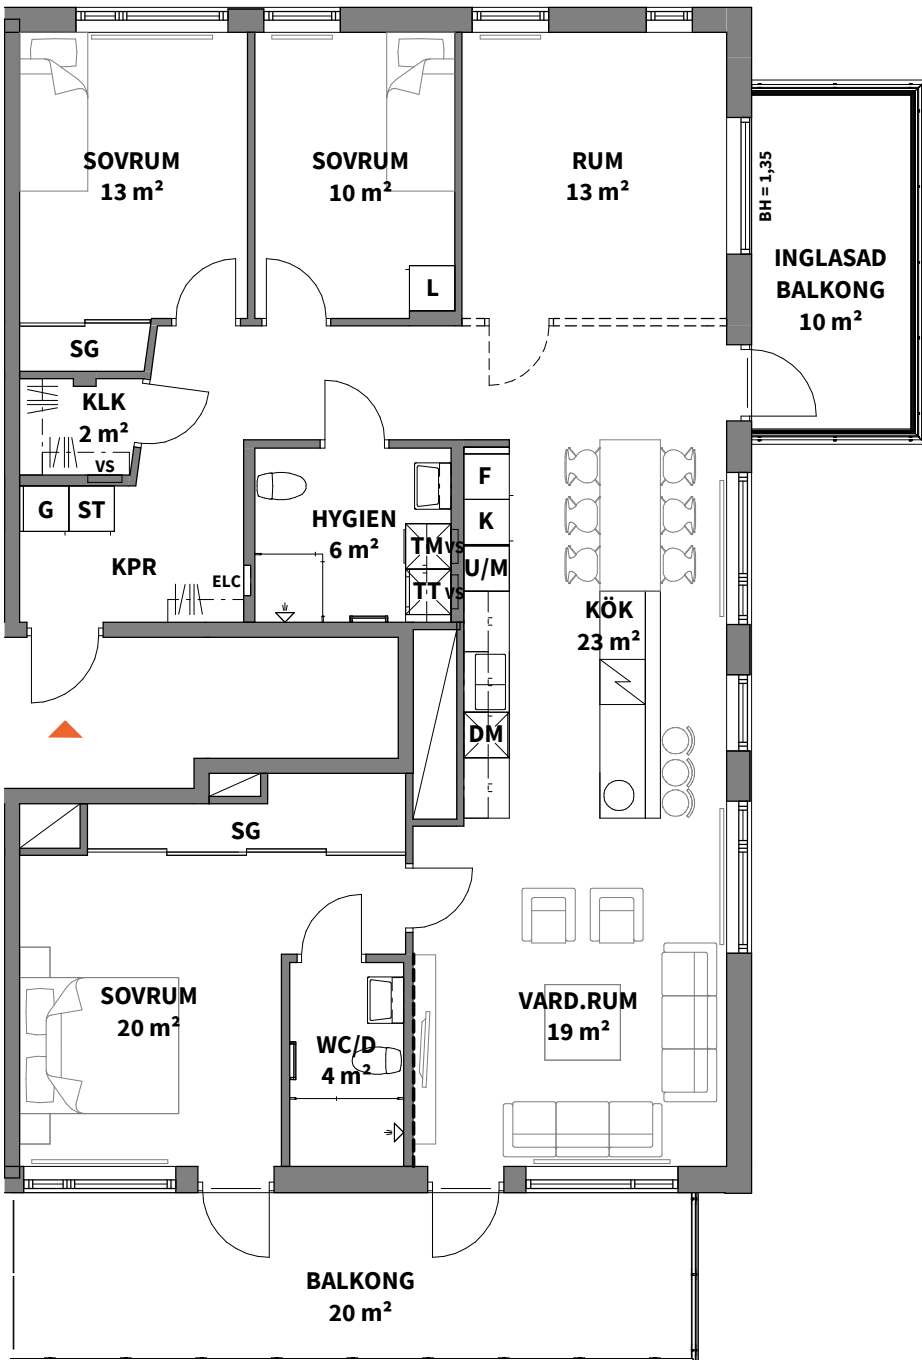 SOVRUM
13 m²
SOVRUM
10 m²
RUM
13 m²
BH = 1,35
INGLASAD
BALKONG
10 m²
L
SG
KLK
2 m²
VS
G
ST
KPR
ELC
HYGIEN
6 m²
TM
VS
TT
VS
F
K
U/M
DM
KÖK
23 m²
SG
SOVRUM
20 m²
WC/D
4 m²
VARD.RUM
19 m²
BALKONG
20 m²